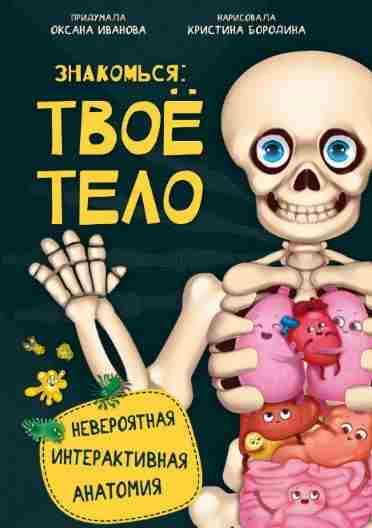 ПРИДУМАЛА
ОКСАНА ИВАНОВА
НАРИСОВАЛА
КРИСТИНА БОРОДИНА
ЗНАКОМЬСЯ:
ТВОЁ
ТЕЛО
НЕВЕРОЯТНАЯ
ИНТЕРАКТИВНАЯ
АНАТОМИЯ